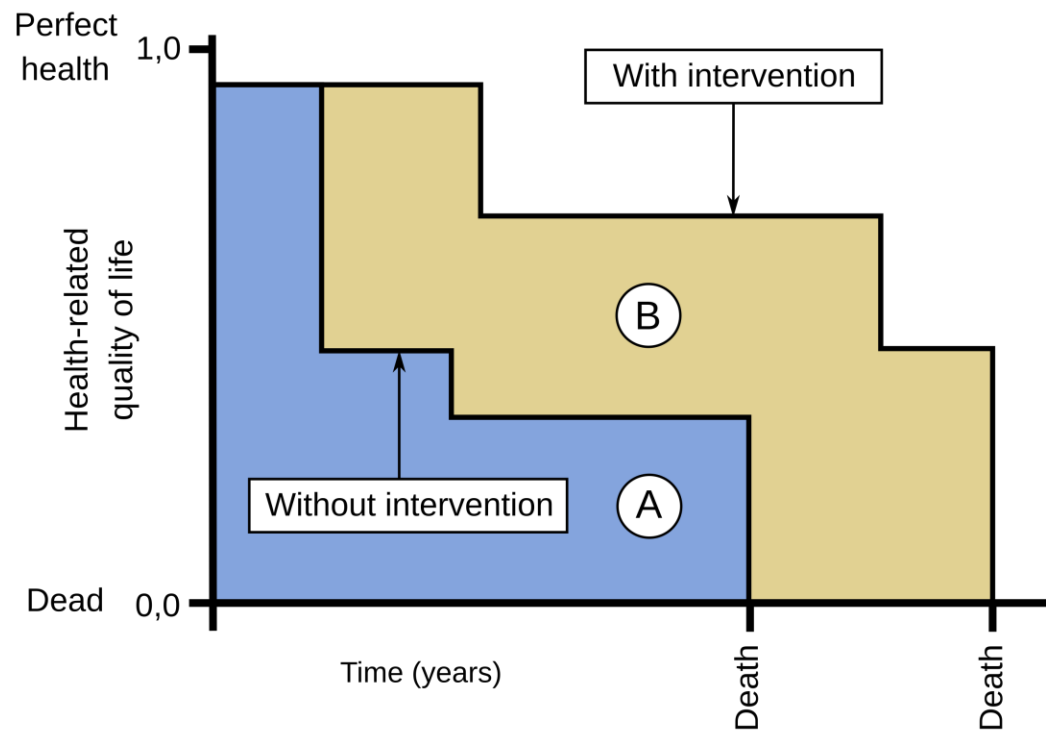 Perfect
health
1,0
With intervention
Health-related
quality of life
B
Without intervention
A
Dead
0,0
Time (years)
Death
Death